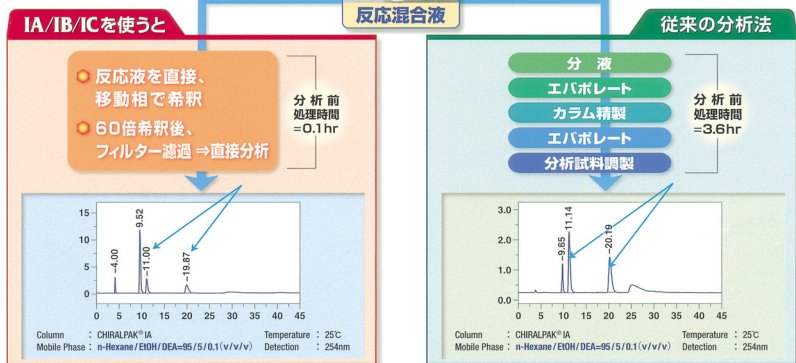 反応混合液
IA/IB/ICを使うと
反応液を直接、
移動相で希釈
60倍希釈後、
フィルター濾過 ⇒直接分析
分析前
処理時間
=0.1hr
15
10
5
0
4.00
9.52
11.00
19.87
0 5 10 15 20 25 30 35 40 45
Column : CHIRALPAK® IA Temperature : 25℃
Mobile Phase : n-Hexane/EtOH/DEA=95/5/0.1(v/v/v) Detection : 254nm
従来の分析法
分 液
エバポレート
カラム精製
エバポレート
分析試料調製
分析前
処理時間
=3.6hr
3.0
2.0
1.0
0.0
9.65
11.14
20.19
0 5 10 15 20 25 30 35 40 45
Column : CHIRALPAK® IA Temperature : 25℃
Mobile Phase : n-Hexane/EtOH/DEA=95/5/0.1(v/v/v) Detection : 254nm